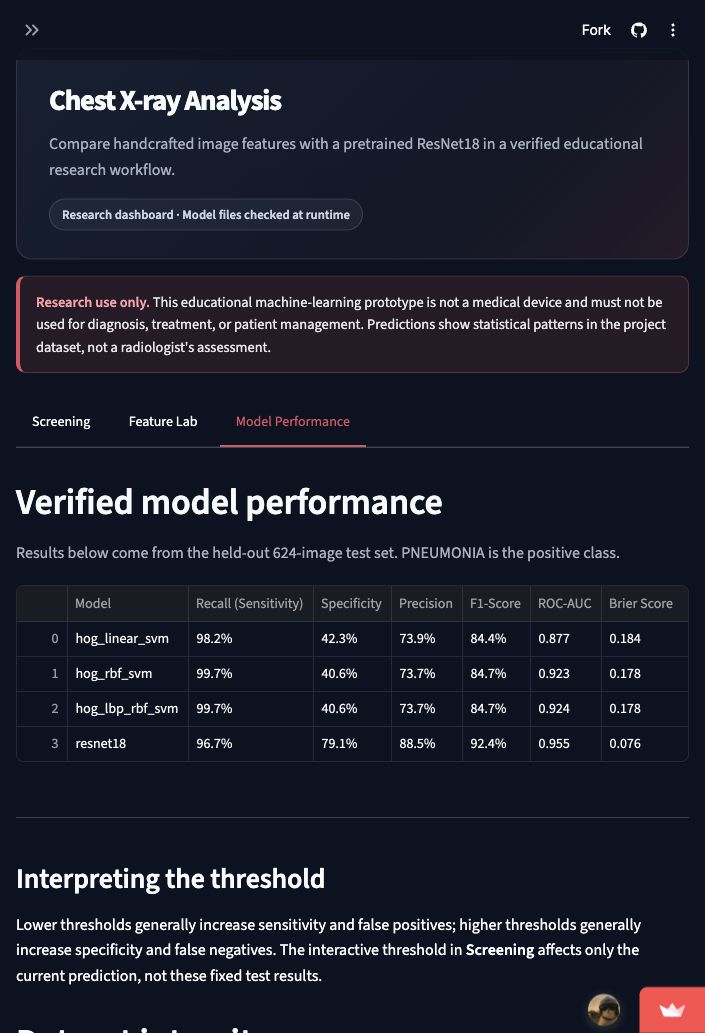 Fork
Chest X-ray Analysis
Compare handcrafted image features with a pretrained ResNet18 in a verified educational
research workflow.
Research dashboard · Model files checked at runtime
Research use only. This educational machine-learning prototype is not a medical device and must not be
used for diagnosis, treatment, or patient management. Predictions show statistical patterns in the project
dataset, not a radiologist's assessment.
Screening Feature Lab Model Performance
Verified model performance
Results below come from the held-out 624-image test set. PNEUMONIA is the positive class.
Model Recall (Sensitivity) Specificity Precision F1-Score ROC-AUC Brier Score
0 hog_linear_svm 98.2% 42.3% 73.9% 84.4% 0.877 0.184
1 hog_rbf_svm 99.7% 40.6% 73.7% 84.7% 0.923 0.178
2 hog_lbp_rbf_svm 99.7% 40.6% 73.7% 84.7% 0.924 0.178
3 resnet18 96.7% 79.1% 88.5% 92.4% 0.955 0.076
Interpreting the threshold
Lower thresholds generally increase sensitivity and false positives; higher thresholds generally
increase specificity and false negatives. The interactive threshold in Screening affects only the
current prediction, not these fixed test results.